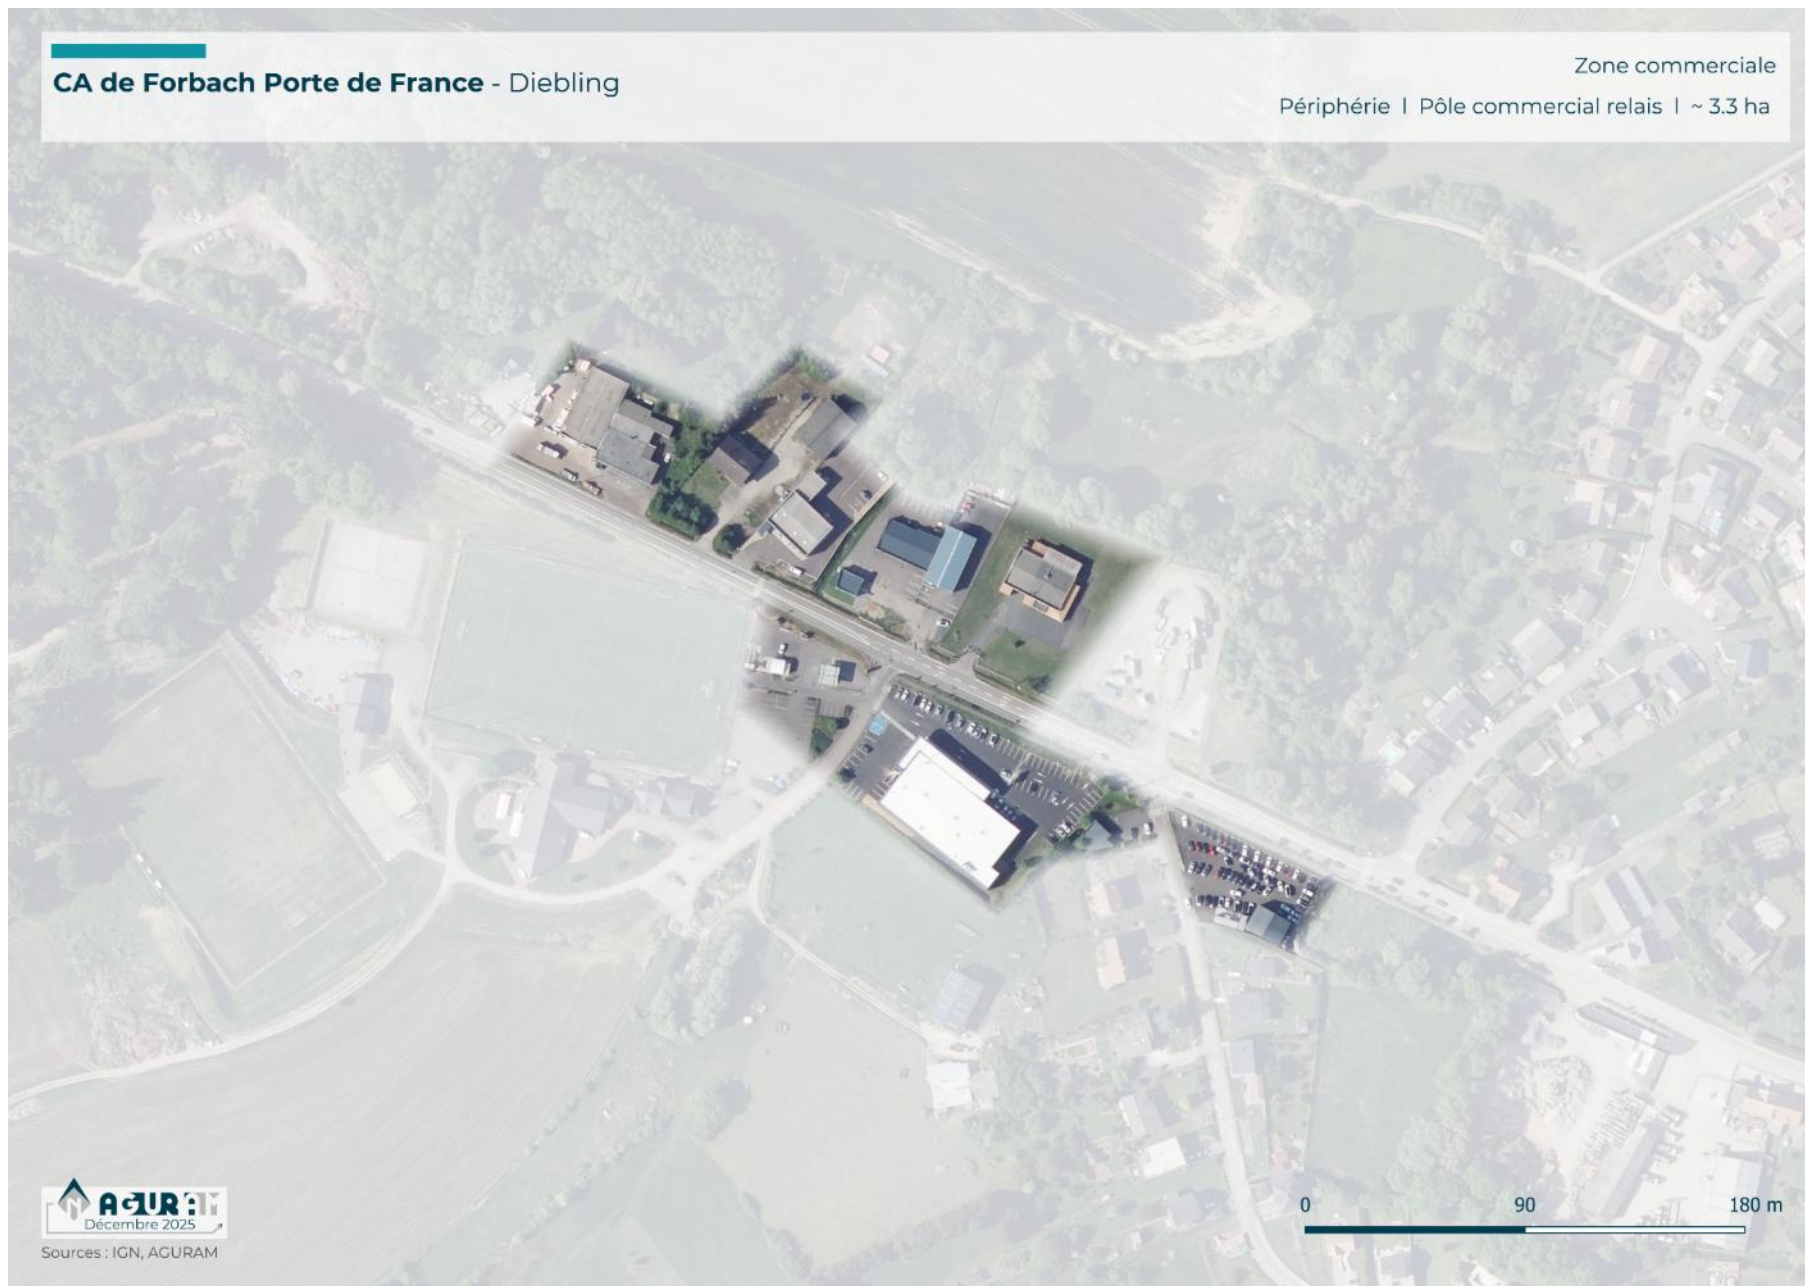 CA de Forbach Porte de France - Diebling
Zone commerciale
Périphérie | Pôle commercial relais | ~ 3.3 ha
N AGURAM
Décembre 2025
Sources : IGN, AGURAM
0 90 180 m